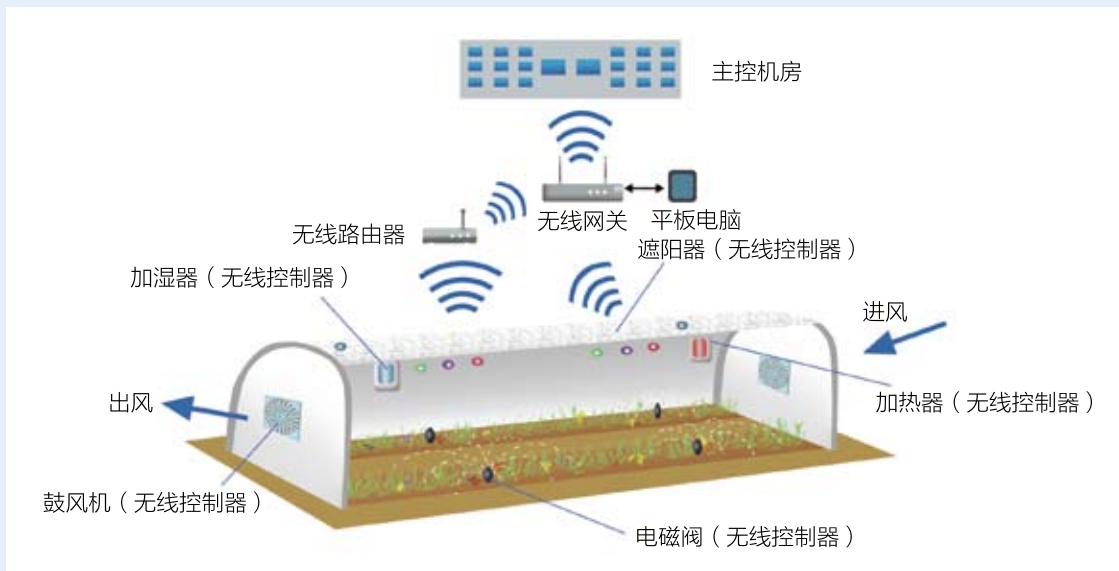 主控机房
无线网关
平板电脑
无线路由器
遮阳器（无线控制器）
加湿器（无线控制器）
进风
出风
加热器（无线控制器）
鼓风机（无线控制器）
电磁阀（无线控制器）